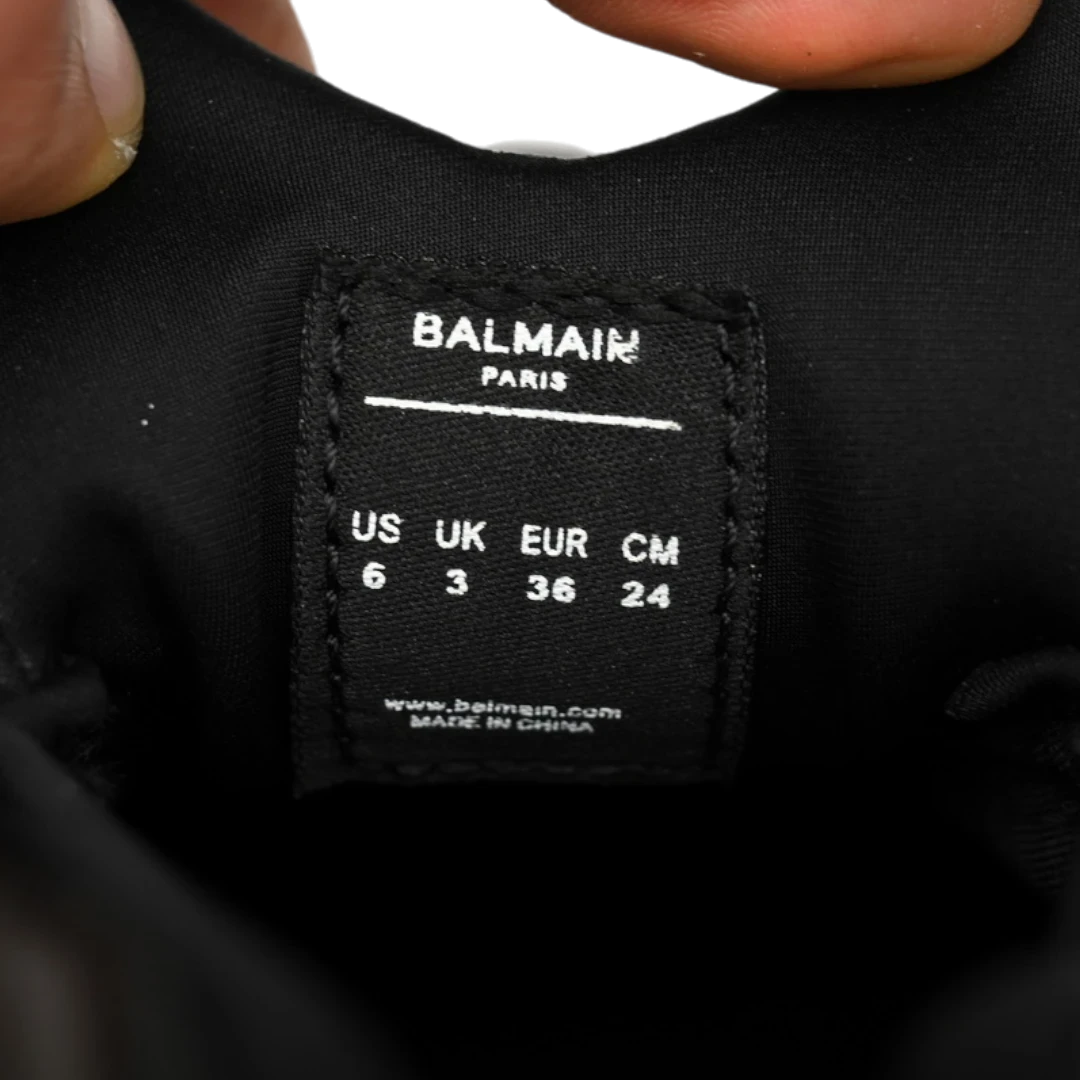 BALMAIN
PARIS
US UK EUR CM
6 3 36 24
www.balmain.com
MADE IN CHINA